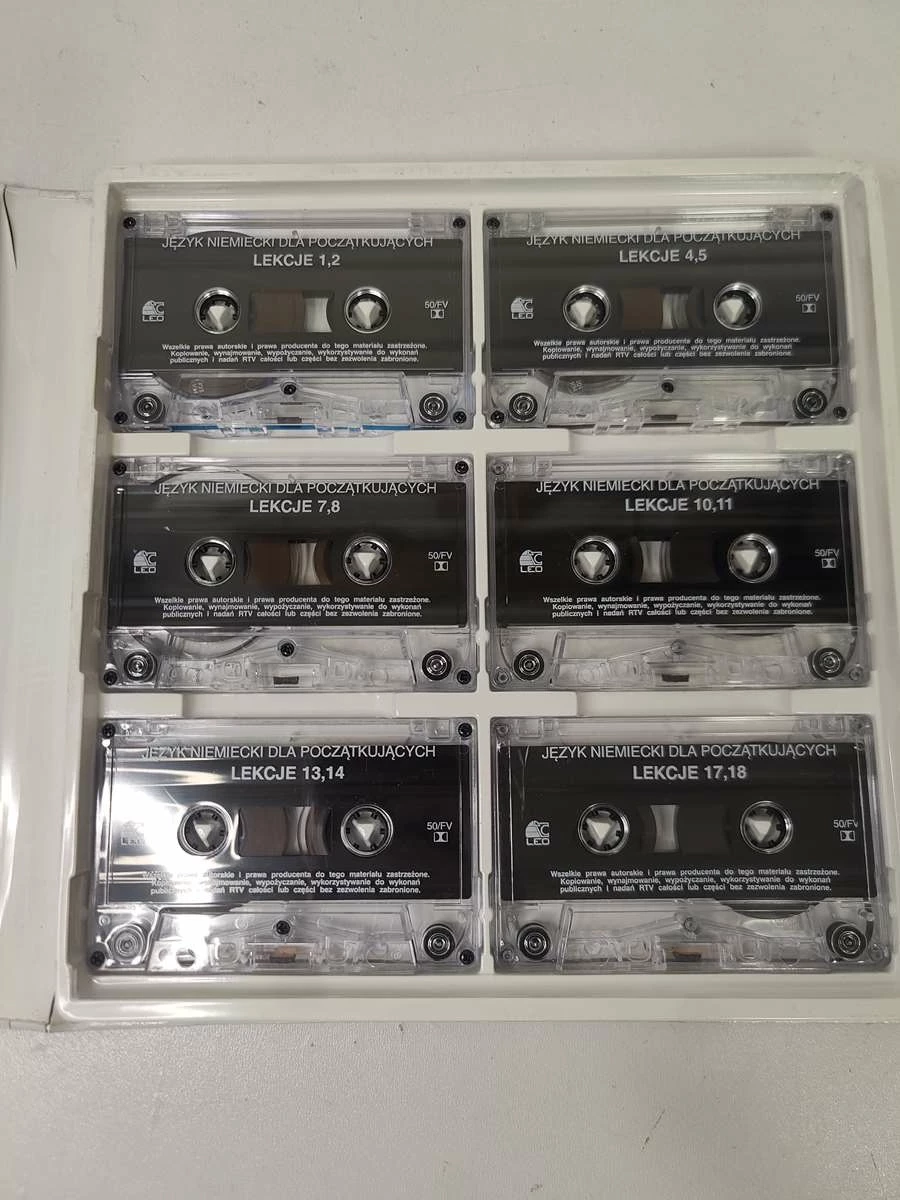 JĘZYK NIEMIECKI DLA POCZĄTKUJĄCYCH
LEKCJE 1,2
LEO
50/FV
Wszelkie prawa autorskie i prawa producenta do tego materiału zastrzeżone.
Kopiowanie, wynajmowanie, wypożyczanie, wykorzystywanie do wykonań
publicznych i nadań RTV całości lub części bez zezwolenia zabronione.
JĘZYK NIEMIECKI DLA POCZĄTKUJĄCYCH
LEKCJE 4,5
LEO
50/FV
Wszelkie prawa autorskie i prawa producenta do tego materiału zastrzeżone.
Kopiowanie, wynajmowanie, wypożyczanie, wykorzystywanie do wykonań
publicznych i nadań RTV całości lub części bez zezwolenia zabronione.
JĘZYK NIEMIECKI DLA POCZĄTKUJĄCYCH
LEKCJE 7,8
LEO
50/FV
Wszelkie prawa autorskie i prawa producenta do tego materiału zastrzeżone.
Kopiowanie, wynajmowanie, wypożyczanie, wykorzystywanie do wykonań
publicznych i nadań RTV całości lub części bez zezwolenia zabronione.
JĘZYK NIEMIECKI DLA POCZĄTKUJĄCYCH
LEKCJE 10,11
LEO
50/FV
Wszelkie prawa autorskie i prawa producenta do tego materiału zastrzeżone.
Kopiowanie, wynajmowanie, wypożyczanie, wykorzystywanie do wykonań
publicznych i nadań RTV całości lub części bez zezwolenia zabronione.
JĘZYK NIEMIECKI DLA POCZĄTKUJĄCYCH
LEKCJE 13,14
LEO
50/FV
Wszelkie prawa autorskie i prawa producenta do tego materiału zastrzeżone.
Kopiowanie, wynajmowanie, wypożyczanie, wykorzystywanie do wykonań
publicznych i nadań RTV całości lub części bez zezwolenia zabronione.
JĘZYK NIEMIECKI DLA POCZĄTKUJĄCYCH
LEKCJE 17,18
LEO
50/FV
Wszelkie prawa autorskie i prawa producenta do tego materiału zastrzeżone.
Kopiowanie, wynajmowanie, wypożyczanie, wykorzystywanie do wykonań
publicznych i nadań RTV całości lub części bez zezwolenia zabronione.